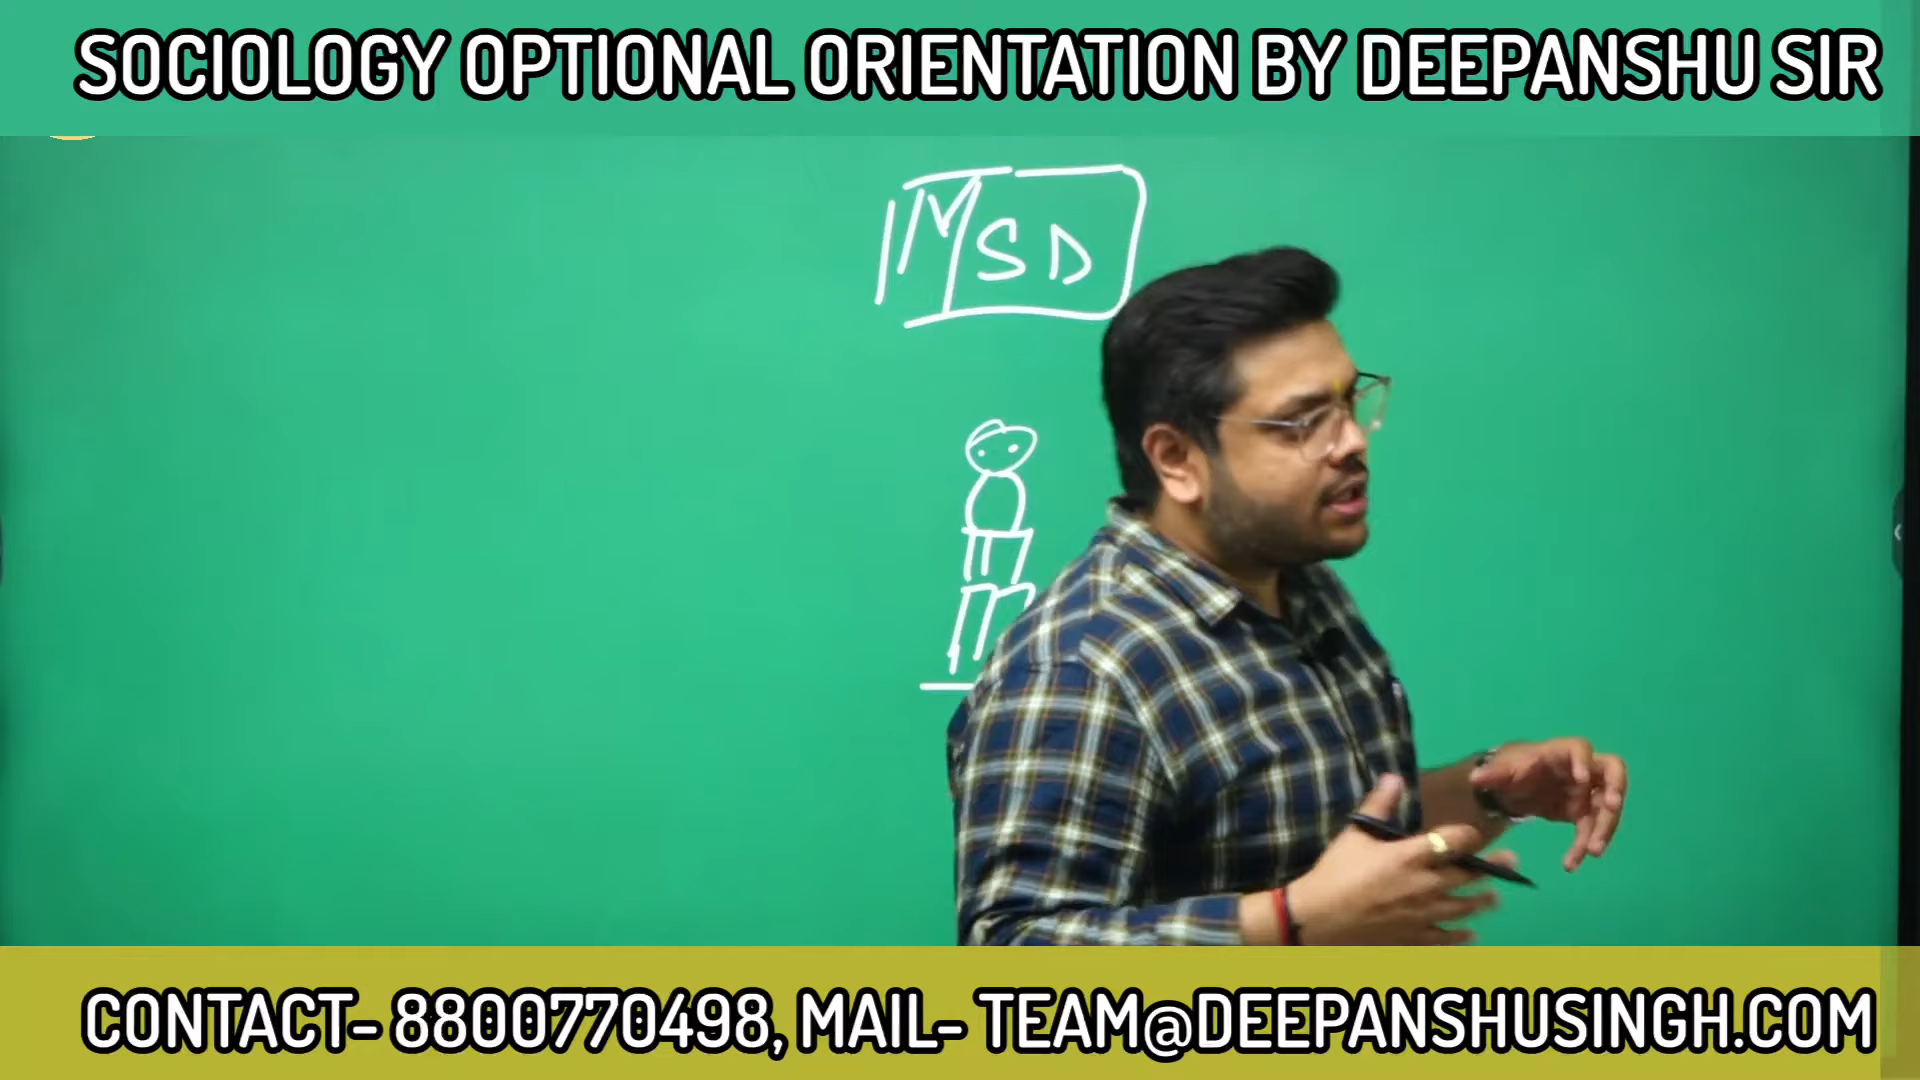 SOCIOLOGY OPTIONAL ORIENTATION BY DEEPANSHU SIR
MSD
CONTACT- 8800770498, MAIL- TEAM@DEEPANSHUSINGH.COM